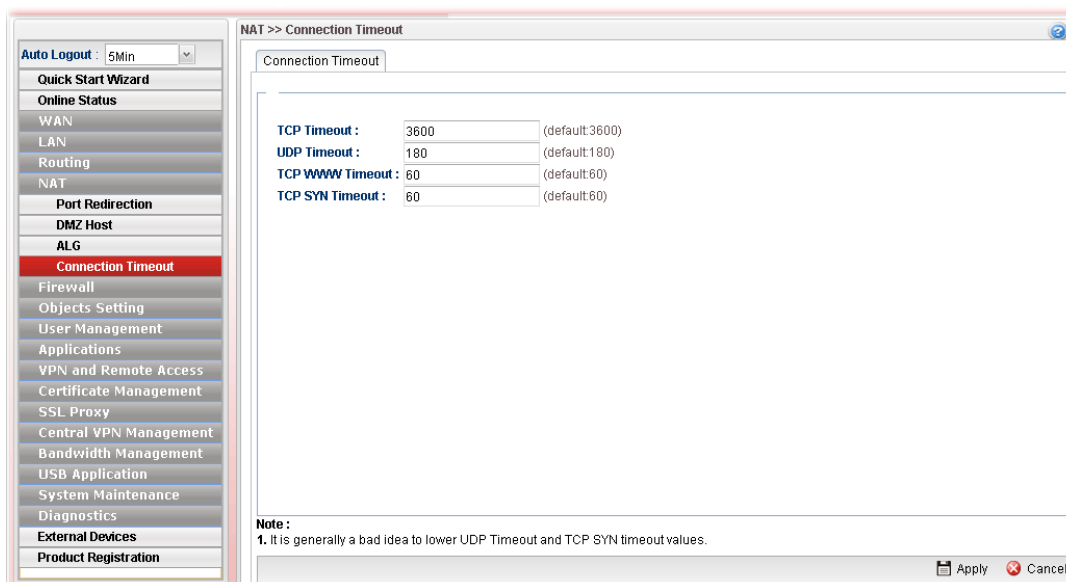 Auto Logout : 5Min
Quick Start Wizard
Online Status
WAN
LAN
Routing
NAT
Port Redirection
DMZ Host
ALG
Connection Timeout
Firewall
Objects Setting
User Management
Applications
VPN and Remote Access
Certificate Management
SSL Proxy
Central VPN Management
Bandwidth Management
USB Application
System Maintenance
Diagnostics
External Devices
Product Registration
NAT >> Connection Timeout
?
Connection Timeout
TCP Timeout : 3600 (default:3600)
UDP Timeout : 180 (default:180)
TCP WWW Timeout : 60 (default:60)
TCP SYN Timeout : 60 (default:60)
Note :
1. It is generally a bad idea to lower UDP Timeout and TCP SYN timeout values.
Apply Cancel